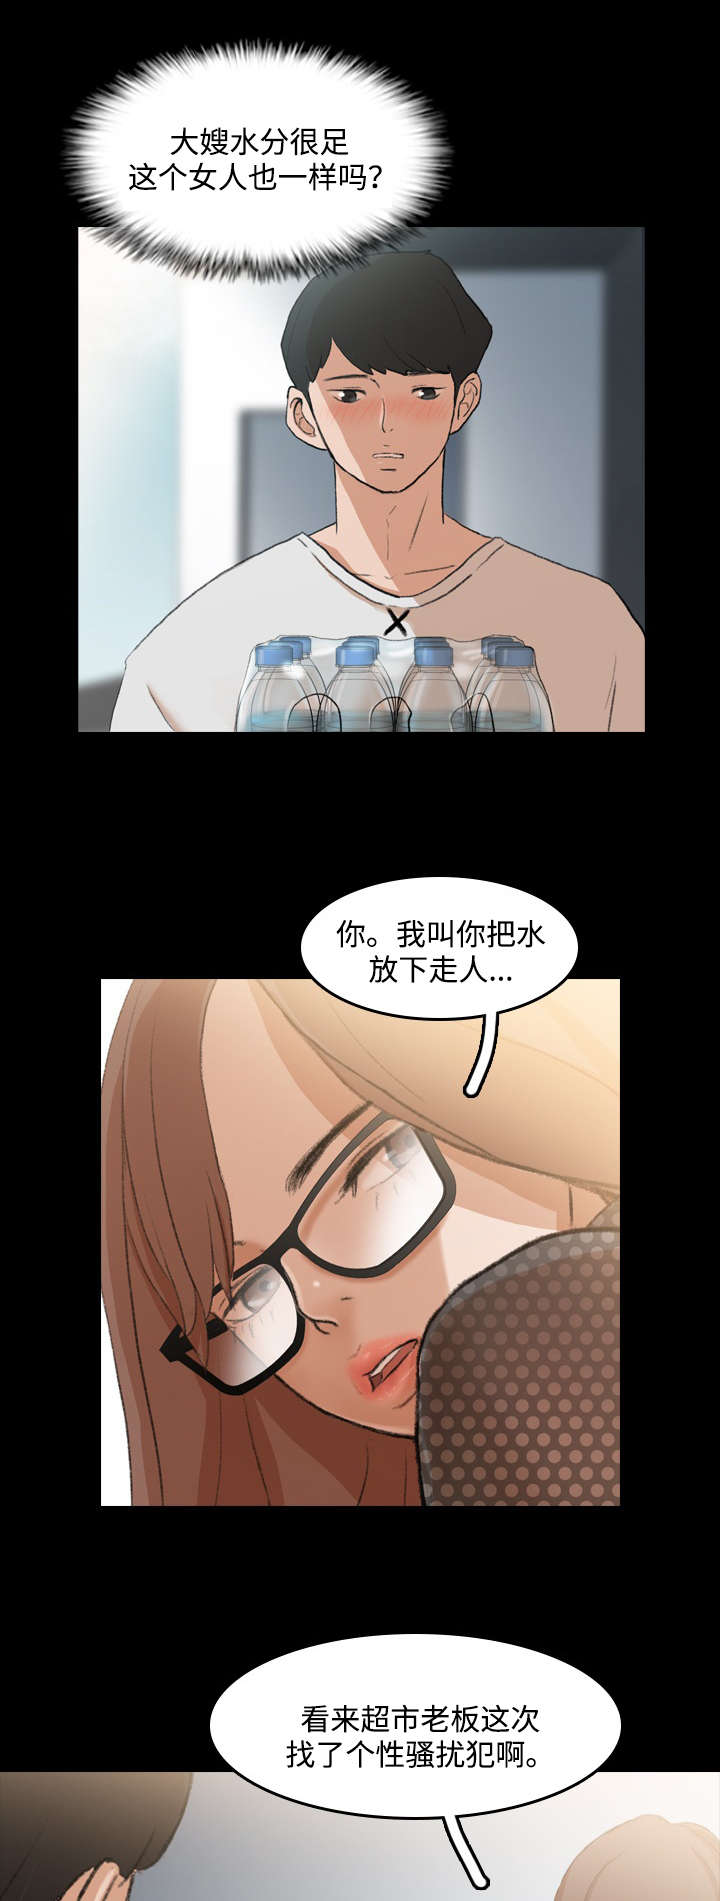 大嫂水分很足
这个女人也一样吗?
你。我叫你把水
放下走人...
看来超市老板这次
找了个性骚扰犯啊。